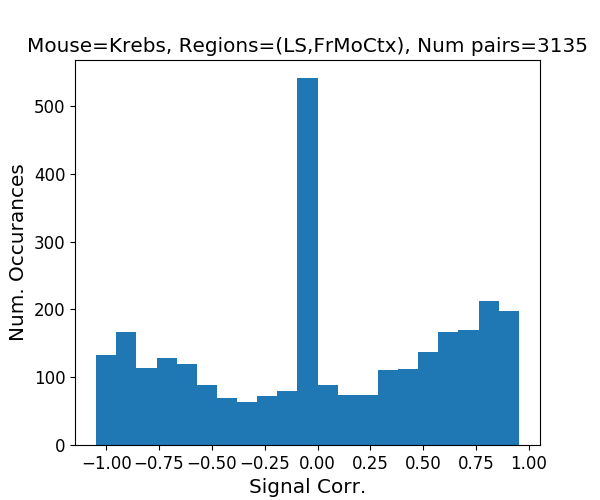 Mouse=Krebs, Regions=(LS,FrMoCtx), Num pairs=3135
Num. Occurances
500
400
300
200
100
0
−1.00 −0.75 −0.50 −0.25 0.00 0.25 0.50 0.75 1.00
Signal Corr.